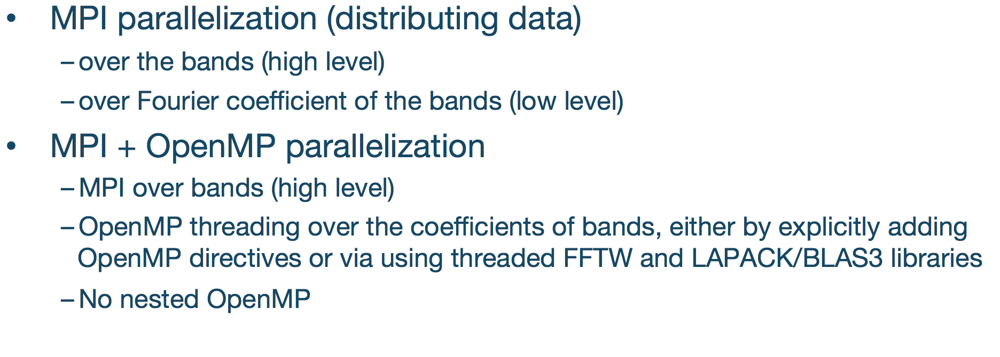 • MPI parallelization (distributing data)
– over the bands (high level)
– over Fourier coefficient of the bands (low level)
• MPI + OpenMP parallelization
– MPI over bands (high level)
– OpenMP threading over the coefficients of bands, either by explicitly adding
OpenMP directives or via using threaded FFTW and LAPACK/BLAS3 libraries
– No nested OpenMP